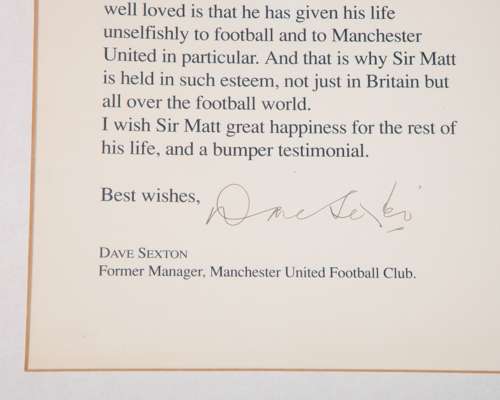 well loved is that he has given his life
unselfishly to football and to Manchester
United in particular. And that is why Sir Matt
is held in such esteem, not just in Britain but
all over the football world.
I wish Sir Matt great happiness for the rest of
his life, and a bumper testimonial.
Best wishes, Dave Sexton
DAVE SEXTON
Former Manager, Manchester United Football Club.